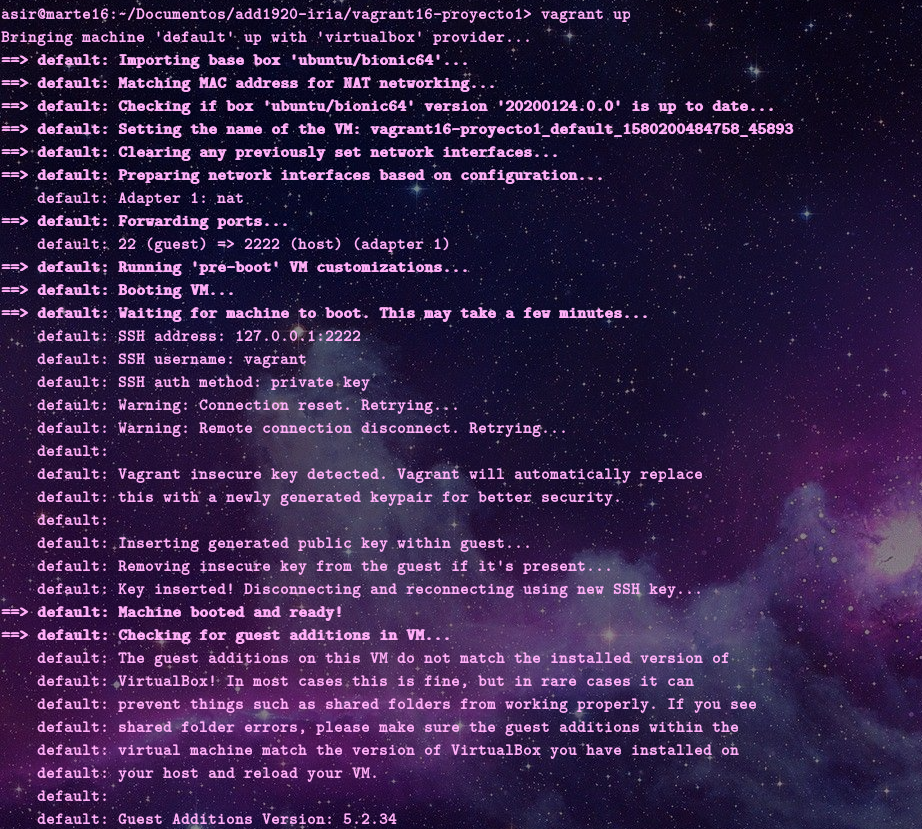 asir@marte16:~/Documentos/add1920-iria/vagrant16-proyecto1> vagrant up
Bringing machine 'default' up with 'virtualbox' provider...
==> default: Importing base box 'ubuntu/bionic64'...
==> default: Matching MAC address for NAT networking...
==> default: Checking if box 'ubuntu/bionic64' version '20200124.0.0' is up to date...
==> default: Setting the name of the VM: vagrant16-proyecto1_default_1580200484758_45893
==> default: Clearing any previously set network interfaces...
==> default: Preparing network interfaces based on configuration...
    default: Adapter 1: nat
==> default: Forwarding ports...
    default: 22 (guest) => 2222 (host) (adapter 1)
==> default: Running 'pre-boot' VM customizations...
==> default: Booting VM...
==> default: Waiting for machine to boot. This may take a few minutes...
    default: SSH address: 127.0.0.1:2222
    default: SSH username: vagrant
    default: SSH auth method: private key
    default: Warning: Connection reset. Retrying...
    default: Warning: Remote connection disconnect. Retrying...
    default:
    default: Vagrant insecure key detected. Vagrant will automatically replace
    default: this with a newly generated keypair for better security.
    default:
    default: Inserting generated public key within guest...
    default: Removing insecure key from the guest if it's present...
    default: Key inserted! Disconnecting and reconnecting using new SSH key...
==> default: Machine booted and ready!
==> default: Checking for guest additions in VM...
    default: The guest additions on this VM do not match the installed version of
    default: VirtualBox! In most cases this is fine, but in rare cases it can
    default: prevent things such as shared folders from working properly. If you see
    default: shared folder errors, please make sure the guest additions within the
    default: virtual machine match the version of VirtualBox you have installed on
    default: your host and reload your VM.
    default:
    default: Guest Additions Version: 5.2.34